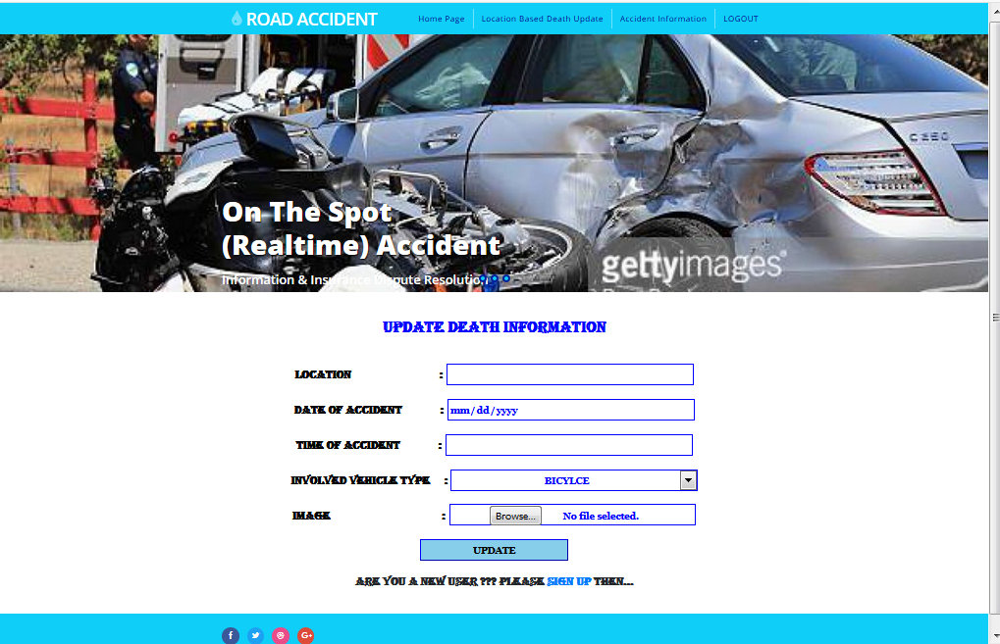 ROAD ACCIDENT
Home Page
Location Based Death Update
Accident Information
LOGOUT
C 250
On The Spot
(Realtime) Accident
Information & Insurance Dispute Resolution
gettyimages®
UPDATE DEATH INFORMATION
LOCATION :
DATE OF ACCIDENT : mm/dd/yyyy
TIME OF ACCIDENT :
INVOLVED VEHICLE TYPE : BICYLCE
IMAGE : Browse... No file selected.
UPDATE
ARE YOU A NEW USER ??? PLEASE SIGN UP THEN...
f
G+